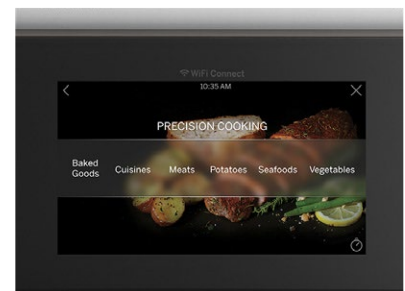 WiFi Connect
10:35 AM
PRECISION COOKING
Baked
Goods
Cuisines
Meats
Potatoes
Seafoods
Vegetables